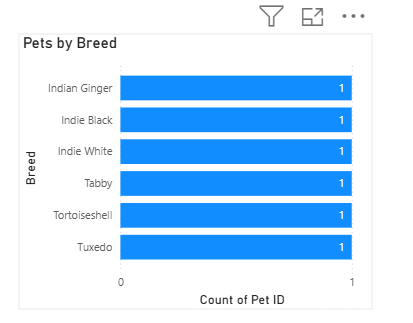 Pets by Breed
Breed
Indian Ginger 1
Indie Black 1
Indie White 1
Tabby 1
Tortoiseshell 1
Tuxedo 1
0 1
Count of Pet ID